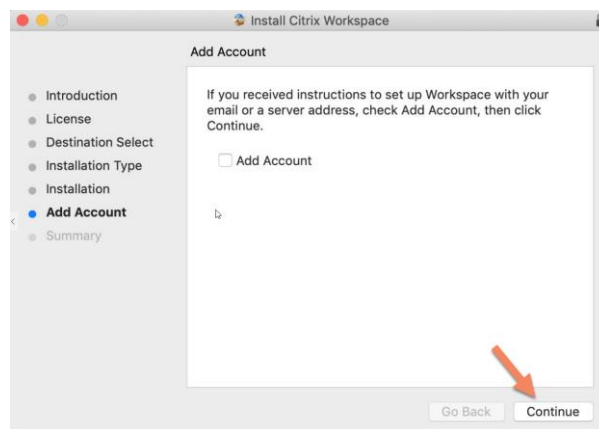 Install Citrix Workspace
Add Account
Introduction
License
Destination Select
Installation Type
Installation
Add Account
Summary
If you received instructions to set up Workspace with your
email or a server address, check Add Account, then click
Continue.
Add Account
Go Back
Continue